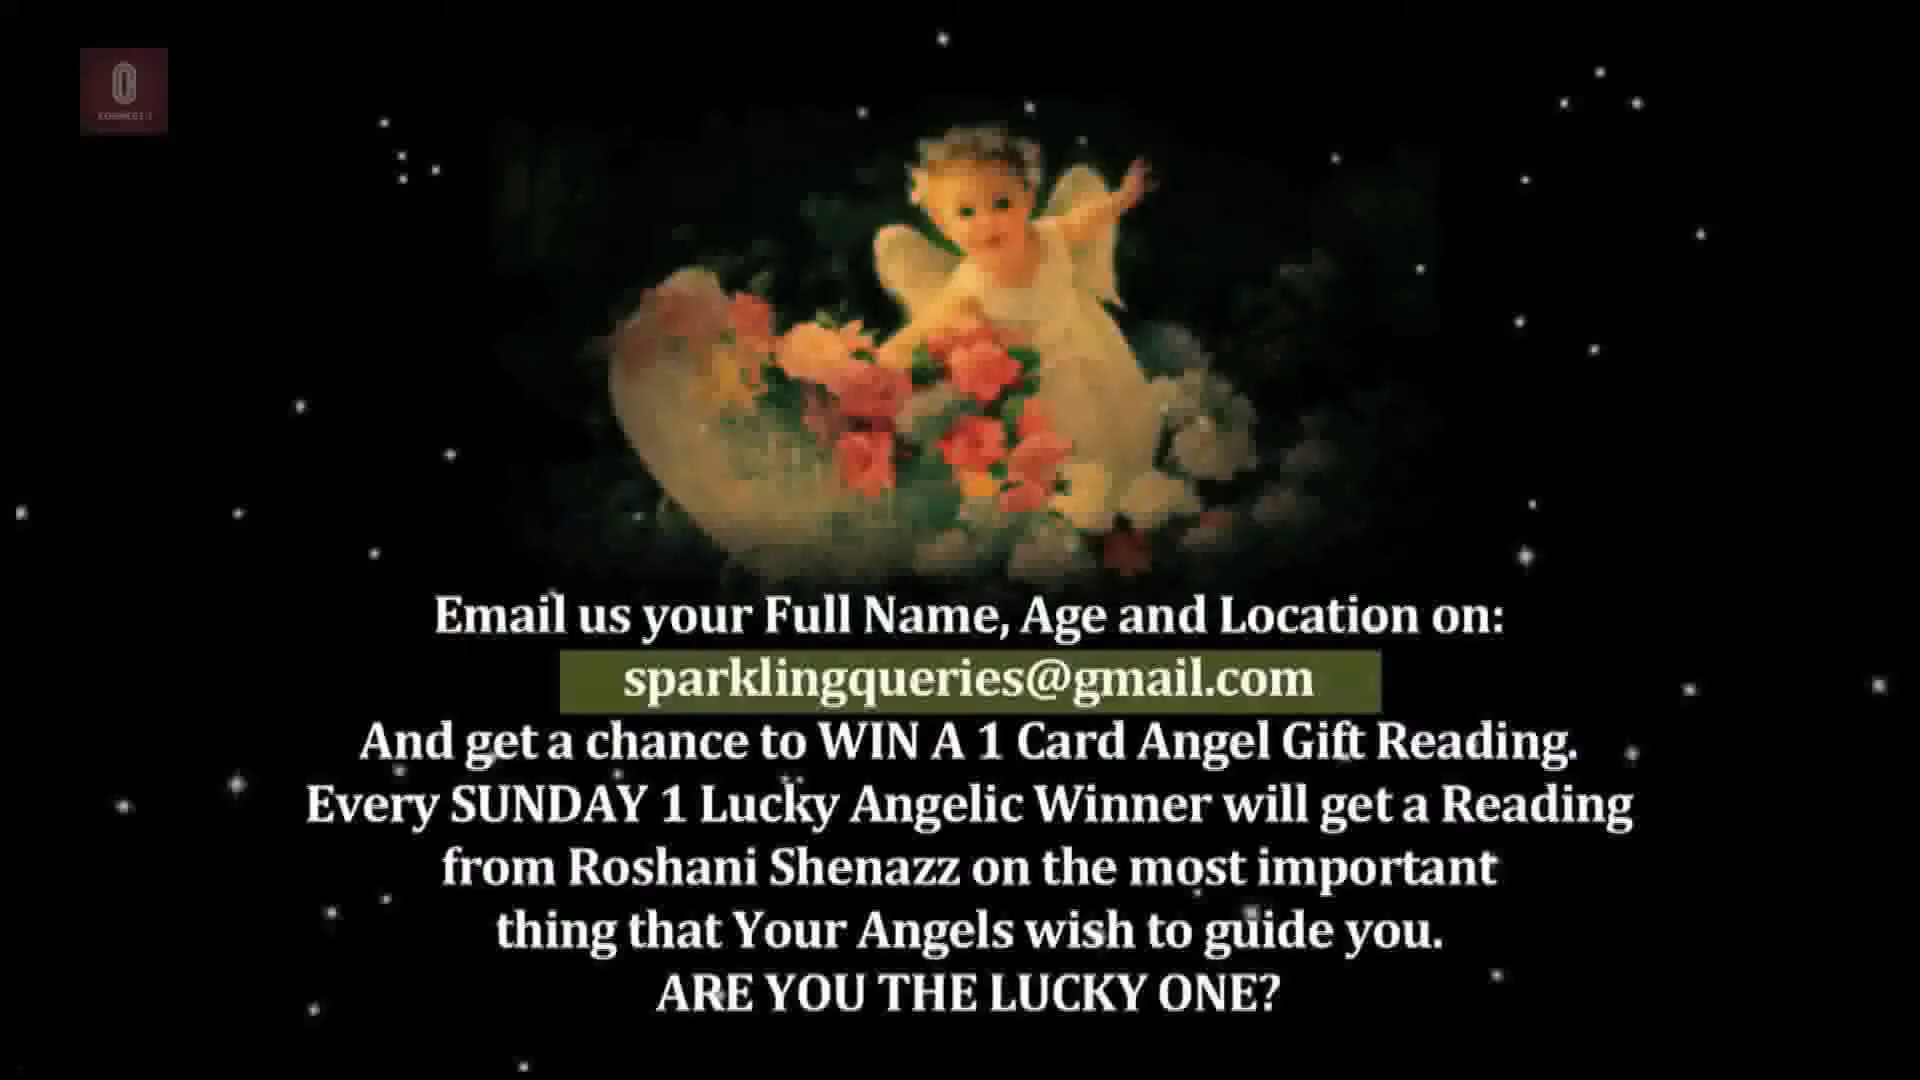 Email us your Full Name, Age and Location on:
sparklingqueries@gmail.com
And get a chance to WIN A 1 Card Angel Gift Reading.
Every SUNDAY 1 Lucky Angelic Winner will get a Reading
from Roshani Shenazz on the most important
thing that Your Angels wish to guide you.
ARE YOU THE LUCKY ONE?